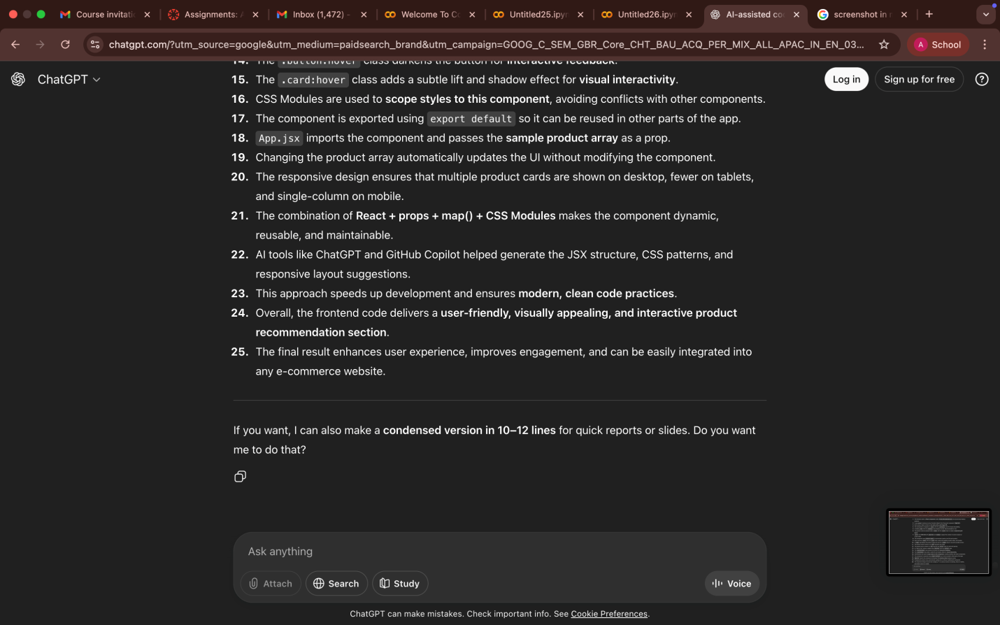 Course invitati
Assignments: A
Inbox (1,472) -
Welcome To Co
Untitled25.ipyn
Untitled26.ipyn
AI-assisted co
screenshot in m
chatgpt.com/?utm_source=google&utm_medium=paidsearch_brand&utm_campaign=GOOG_C_SEM_GBR_Core_CHT_BAU_ACQ_PER_MIX_ALL_APAC_IN_EN_03...
A School
ChatGPT
Log in
Sign up for free
14. The .button:hover class darkens the button for interactive feedback.
15. The .card:hover class adds a subtle lift and shadow effect for visual interactivity.
16. CSS Modules are used to scope styles to this component, avoiding conflicts with other components.
17. The component is exported using export default so it can be reused in other parts of the app.
18. App.jsx imports the component and passes the sample product array as a prop.
19. Changing the product array automatically updates the UI without modifying the component.
20. The responsive design ensures that multiple product cards are shown on desktop, fewer on tablets,
and single-column on mobile.
21. The combination of React + props + map() + CSS Modules makes the component dynamic,
reusable, and maintainable.
22. AI tools like ChatGPT and GitHub Copilot helped generate the JSX structure, CSS patterns, and
responsive layout suggestions.
23. This approach speeds up development and ensures modern, clean code practices.
24. Overall, the frontend code delivers a user-friendly, visually appealing, and interactive product
recommendation section.
25. The final result enhances user experience, improves engagement, and can be easily integrated into
any e-commerce website.
If you want, I can also make a condensed version in 10–12 lines for quick reports or slides. Do you want
me to do that?
Ask anything
Attach
Search
Study
Voice
ChatGPT can make mistakes. Check important info. See Cookie Preferences.